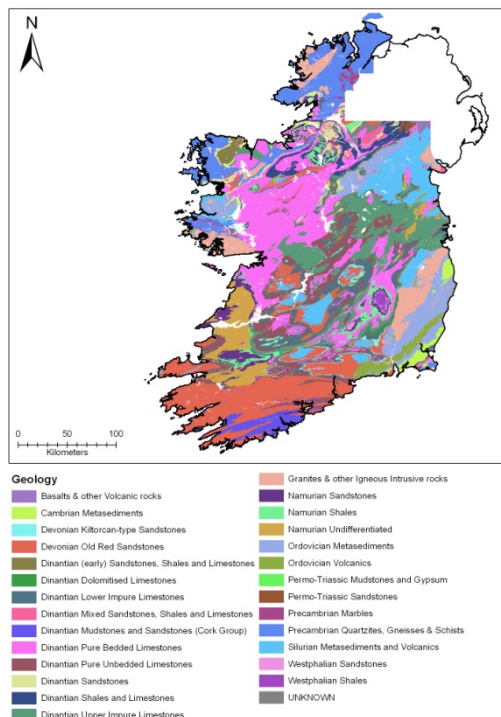 N
0 25 50 100
Kilometers
Geology
Basalts & other Volcanic rocks
Cambrian Metasediments
Devonian Kiltorcan-type Sandstones
Devonian Old Red Sandstones
Dinantian (early) Sandstones, Shales and Limestones
Dinantian Dolomitised Limestones
Dinantian Lower Impure Limestones
Dinantian Mixed Sandstones, Shales and Limestones
Dinantian Mudstones and Sandstones (Cork Group)
Dinantian Pure Bedded Limestones
Dinantian Pure Unbedded Limestones
Dinantian Sandstones
Dinantian Shales and Limestones
Dinantian Upper Impure Limestones
Granites & other Igneous Intrusive rocks
Namurian Sandstones
Namurian Shales
Namurian Undifferentiated
Ordovician Metasediments
Ordovician Volcanics
Permo-Triassic Mudstones and Gypsum
Permo-Triassic Sandstones
Precambrian Marbles
Precambrian Quartzites, Gneisses & Schists
Silurian Metasediments and Volcanics
Westphalian Sandstones
Westphalian Shales
UNKNOWN